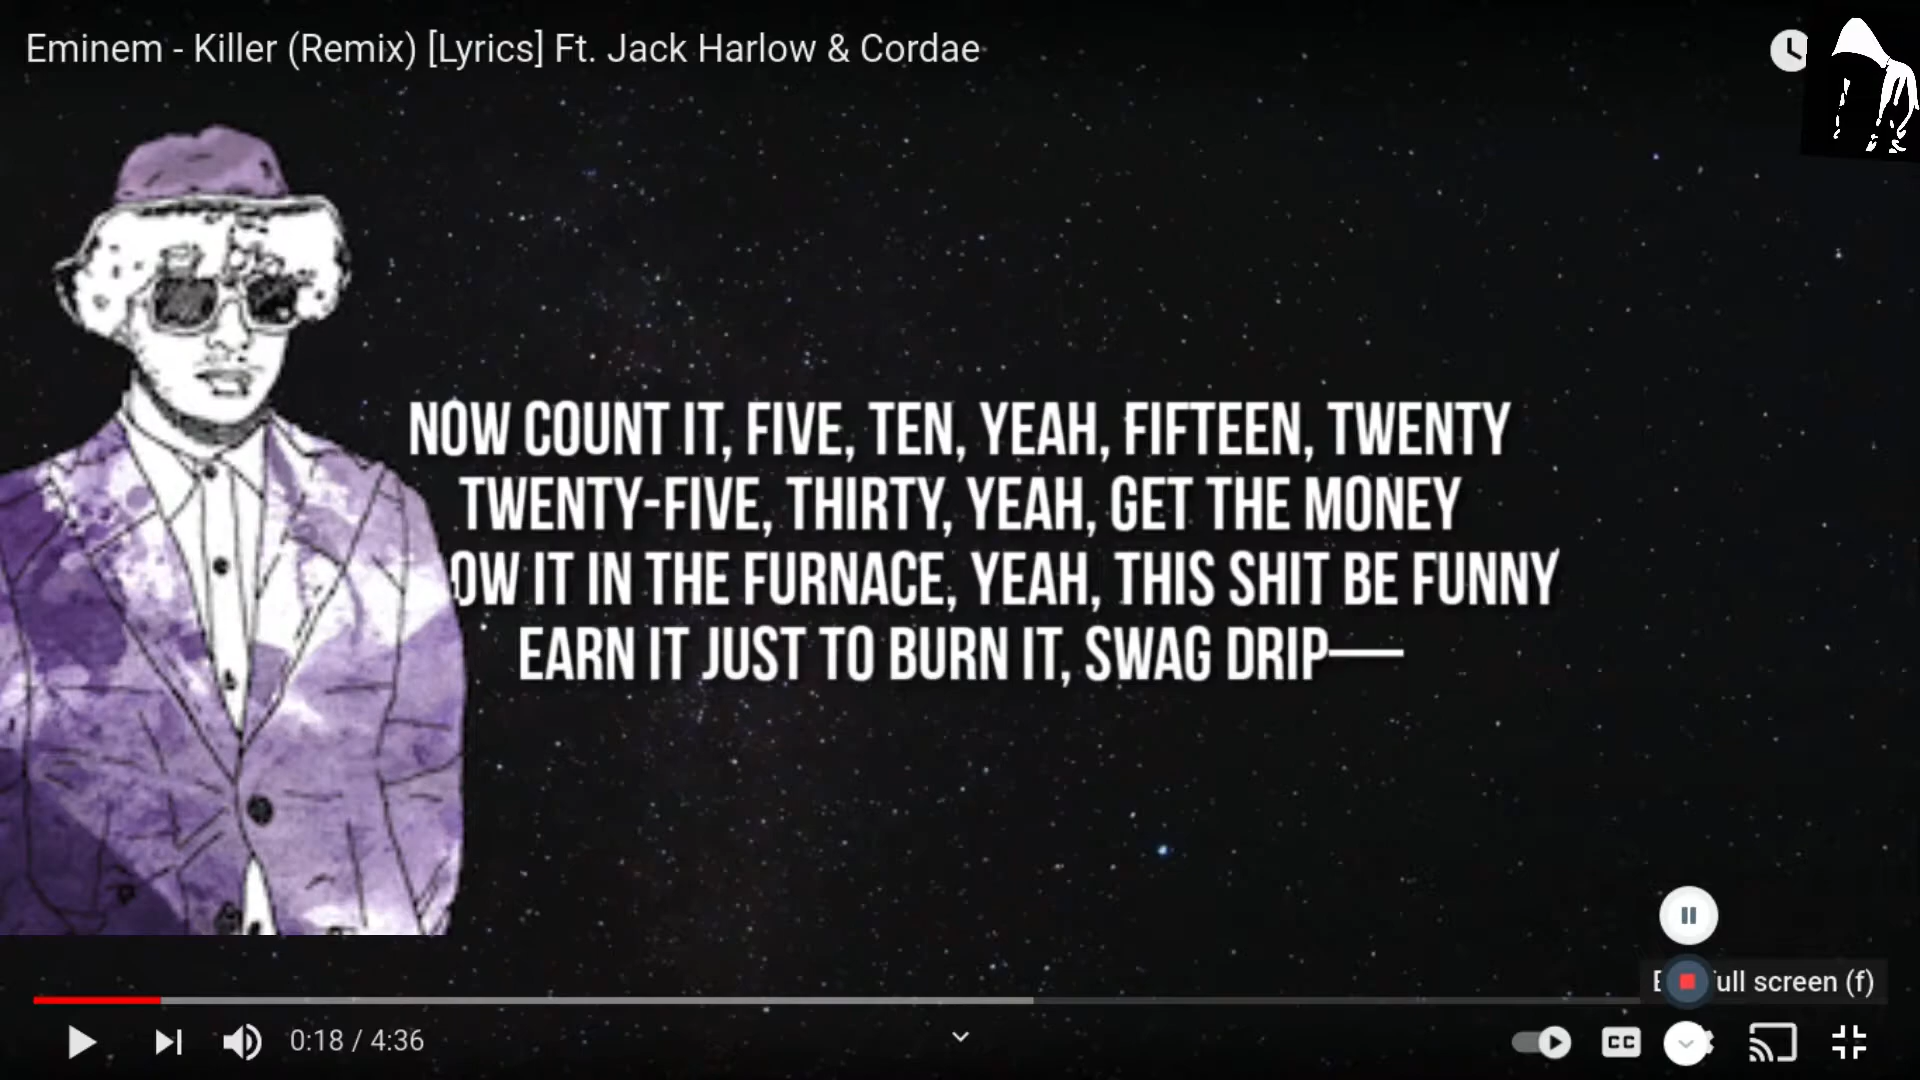 Eminem - Killer (Remix) [Lyrics] Ft. Jack Harlow & Cordae
NOW COUNT IT, FIVE, TEN, YEAH, FIFTEEN, TWENTY
TWENTY-FIVE, THIRTY, YEAH, GET THE MONEY
OW IT IN THE FURNACE, YEAH, THIS SHIT BE FUNNY
EARN IT JUST TO BURN IT, SWAG DRIP—
ull screen (f)
0:18 / 4:36
CC